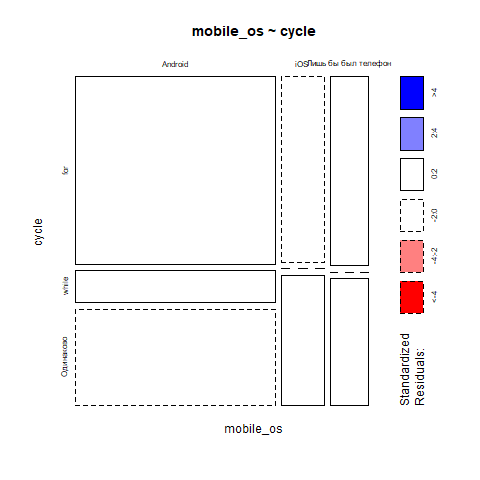 mobile_os ~ cycle
Android
iOS
Лишь бы был телефон
for
while
Одинаково
cycle
mobile_os
>4
2:4
0:2
-2:0
-4:-2
<-4
Standardized
Residuals: